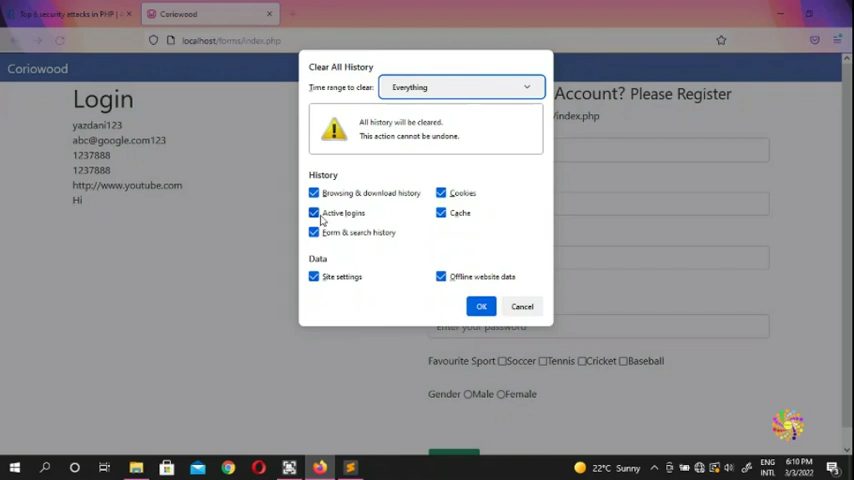 Top 5 security attacks in PHP |
Coriowood
localhost/forms/index.php
Coriowood
Clear All History
Time range to clear: Everything
All history will be cleared.
This action cannot be undone.
History
Browsing & download history
Cookies
Active logins
Cache
Form & search history
Data
Site settings
Offline website data
OK
Cancel
Login
yazdani123
abc@google.com123
1237888
1237888
http://www.youtube.com
Hi
Account? Please Register
/index.php
Enter your password
Favourite Sport Soccer Tennis Cricket Baseball
Gender Male Female
22°C Sunny
ENG
INTL
6:10 PM
3/3/2022
3